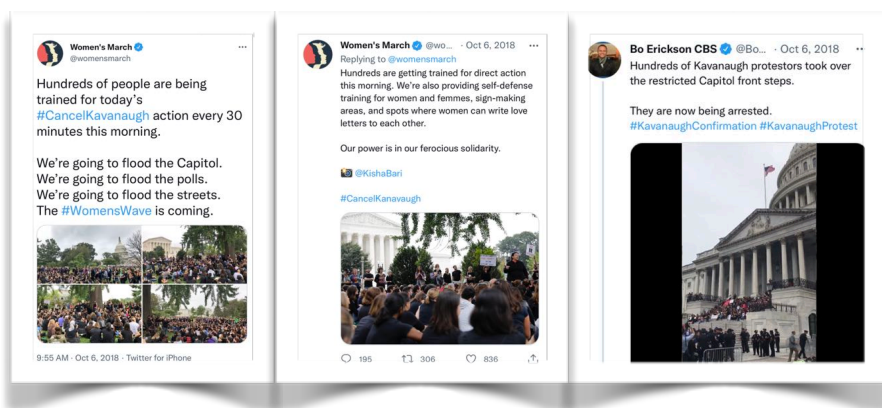 Women's March
@womensmarch
Hundreds of people are being
trained for today's
#CancelKavanaugh action every 30
minutes this morning.
We're going to flood the Capitol.
We're going to flood the polls.
We're going to flood the streets.
The #WomensWave is coming.
9:55 AM · Oct 6, 2018 · Twitter for iPhone
Women's March @wo... · Oct 6, 2018
Replying to @womensmarch
Hundreds are getting trained for direct action
this morning. We're also providing self-defense
training for women and femmes, sign-making
areas, and spots where women can write love
letters to each other.
Our power is in our ferocious solidarity.
@KishaBari
#CancelKanavaugh
195 306 836
Bo Erickson CBS @Bo... · Oct 6, 2018
Hundreds of Kavanaugh protestors took over
the restricted Capitol front steps.
They are now being arrested.
#KavanaughConfirmation #KavanaughProtest